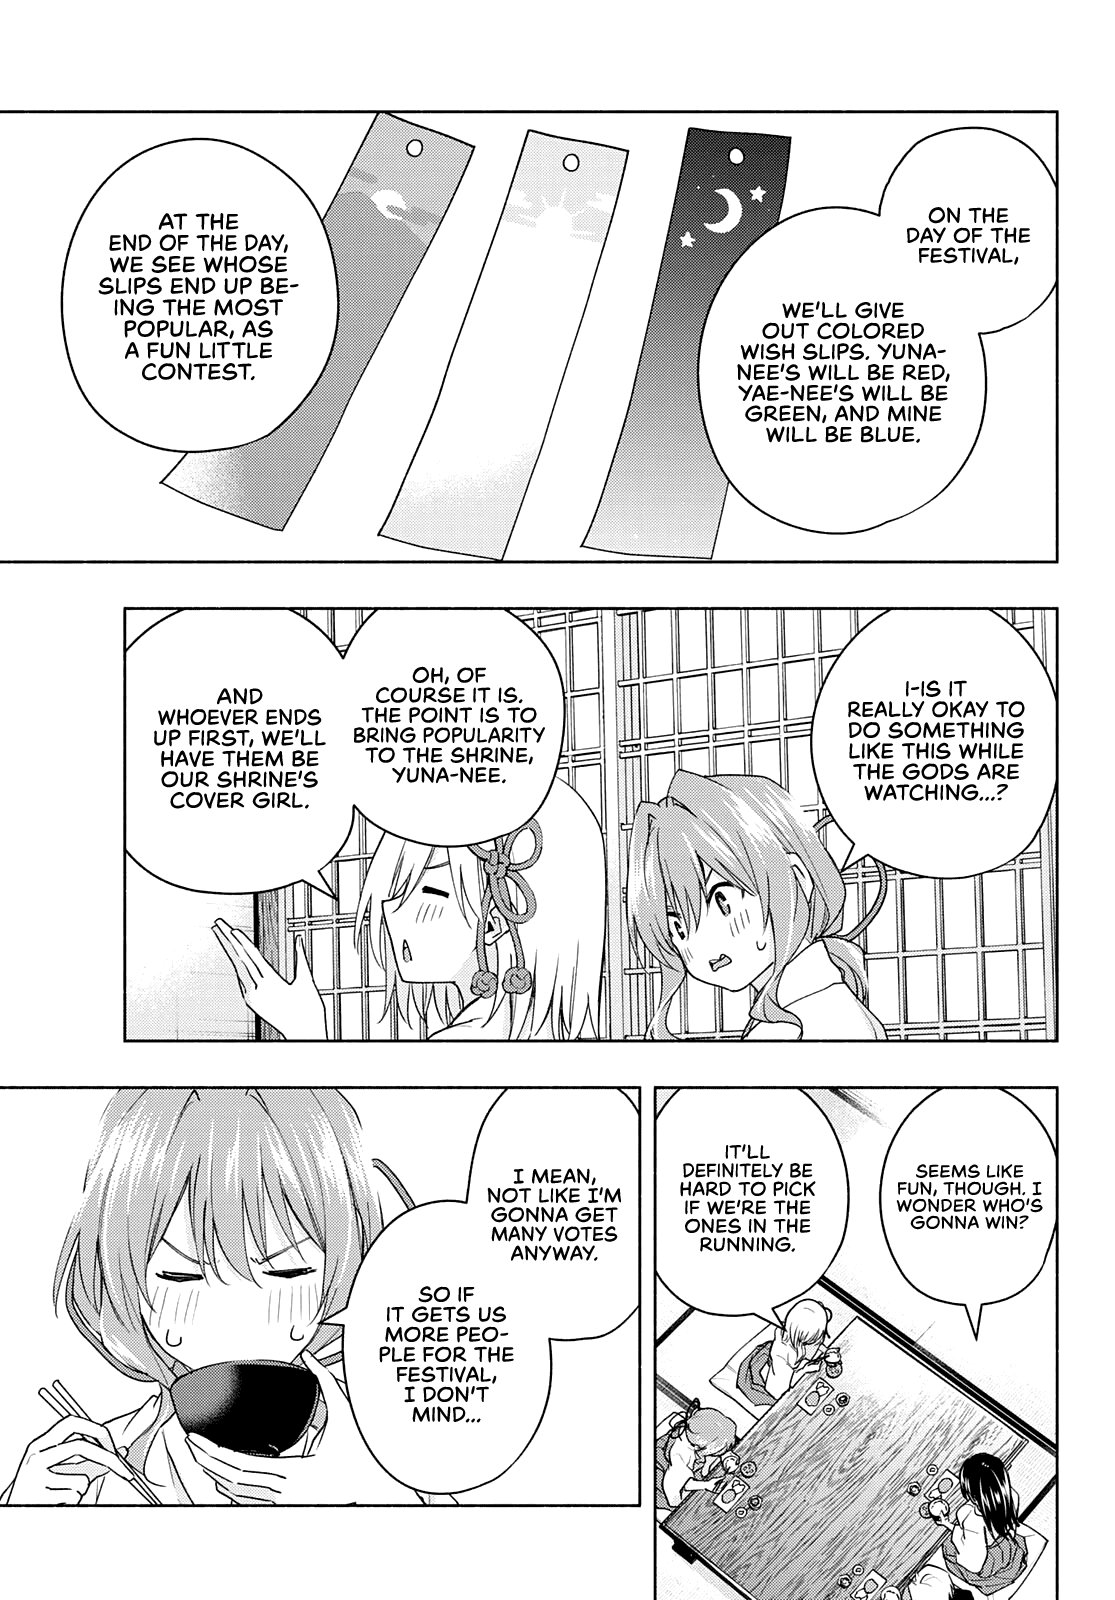 ON THE
DAY OF THE
FESTIVAL,
WE'LL GIVE
OUT COLORED
WISH SLIPS. YUNA-
NEE'S WILL BE RED,
YAE-NEE'S WILL BE
GREEN, AND MINE
WILL BE BLUE.
AT THE
END OF THE DAY,
WE SEE WHOSE
SLIPS END UP BE-
ING THE MOST
POPULAR, AS
A FUN LITTLE
CONTEST.
I-IS IT
REALLY OKAY TO
DO SOMETHING
LIKE THIS WHILE
THE GODS ARE
WATCHING...?
OH, OF
COURSE IT IS.
THE POINT IS TO
BRING POPULARITY
TO THE SHRINE,
YUNA-NEE.
AND
WHOEVER ENDS
UP FIRST, WE'LL
HAVE THEM BE
OUR SHRINE'S
COVER GIRL.
SEEMS LIKE
FUN, THOUGH. I
WONDER WHO'S
GONNA WIN?
IT'LL
DEFINITELY BE
HARD TO PICK
IF WE'RE THE
ONES IN THE
RUNNING.
I MEAN,
NOT LIKE I'M
GONNA GET
MANY VOTES
ANYWAY.
SO IF
IT GETS US
MORE PEO-
PLE FOR THE
FESTIVAL,
I DON'T
MIND...